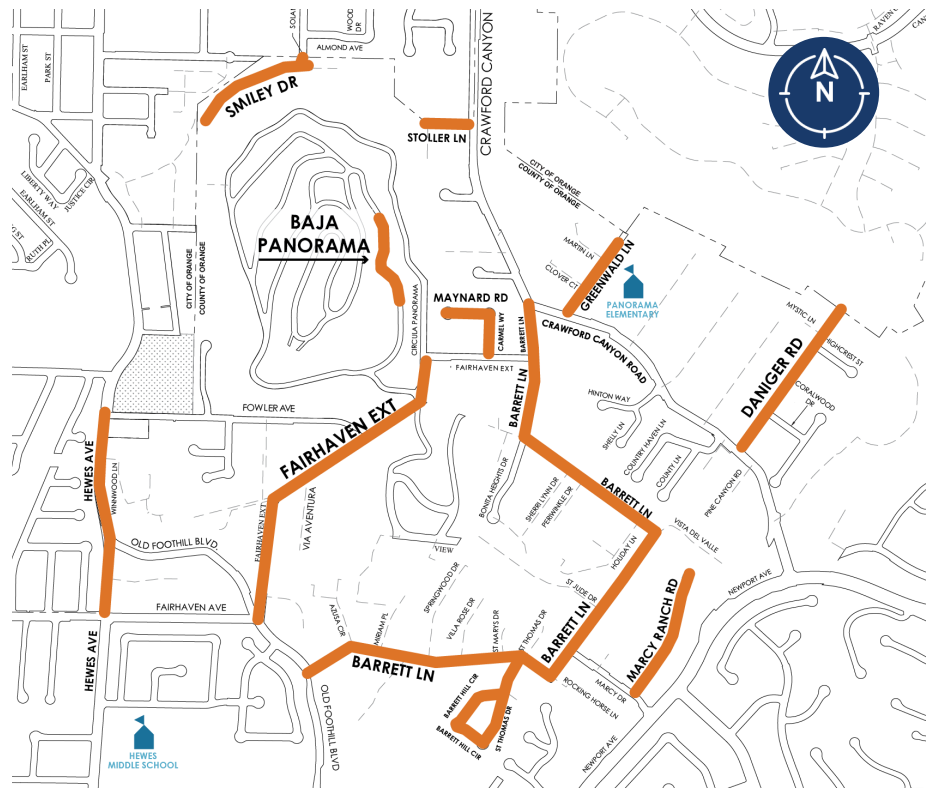 EARLHAM ST
PARK ST
WOOD
DR
ALMOND AVE
CRAWFORD CANYON
RAVEN C
N
SMILEY DR
STOLLER LN
CITY OF ORANGE
COUNTY OF ORANGE
LIBERTY WAY
EARLHAM ST
JUSTICE CIR
RUTH PL
ST
CITY OF ORANGE
COUNTY OF ORANGE
BAJA
PANORAMA
MARTIN LN
CLOVER CT
GREENWALD LN
PANORAMA
ELEMENTARY
CIRCULA PANORAMA
MAYNARD RD
CARMEL WY
BARRETT LN
CRAWFORD CANYON ROAD
MYSTIC LN
HIGHCREST ST
DANIGER RD
CORALWOOD
DR
FAIRHAVEN EXT
BARRETT LN
HINTON WAY
SHELLY LN
COUNTRY HAVEN LN
COUNTY LN
PINE CANYON RD
FOWLER AVE
FAIRHAVEN EXT
HEWES AVE
WINNWOOD LN
BONITA HEIGHTS DR
SHERRI LYNN DR
PERIWINKLE DR
BARRETT LN
VISTA DEL VALLE
FAIRHAVEN EXT
VIA AVENTURA
OLD FOOTHILL BLVD.
VIEW
HOLIDAY LN
NEWPORT AVE
FAIRHAVEN AVE
AZUSA CIR
MIRIAM PL
SPRINGWOOD DR
VILLA ROSE DR
ST MARYS DR
ST THOMAS DR
ST JUDE DR
BARRETT LN
MARCY RANCH RD
HEWES AVE
BARRETT LN
MARCY DR
ROCKING HORSE LN
BARRETT HILL CIR
BARRETT HILL CIR
ST THOMAS DR
OLD FOOTHILL BLVD
NEWPORT AVE
HEWES
MIDDLE SCHOOL